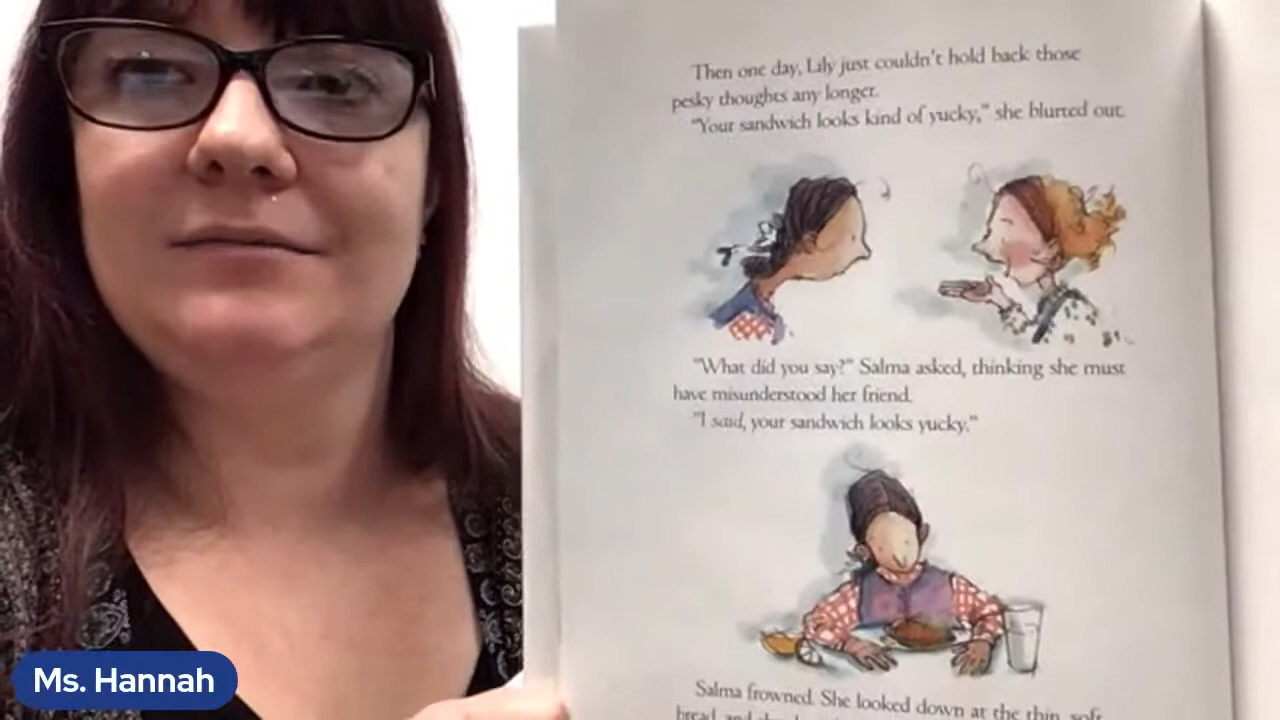 Then one day, Lily just couldn't hold back those
pesky thoughts any longer.
"Your sandwich looks kind of yucky," she blurted out.
"What did you say?" Salma asked, thinking she must
have misunderstood her friend.
"I said, your sandwich looks yucky."
Salma frowned. She looked down at the thin, soft
bread, and
Ms. Hannah